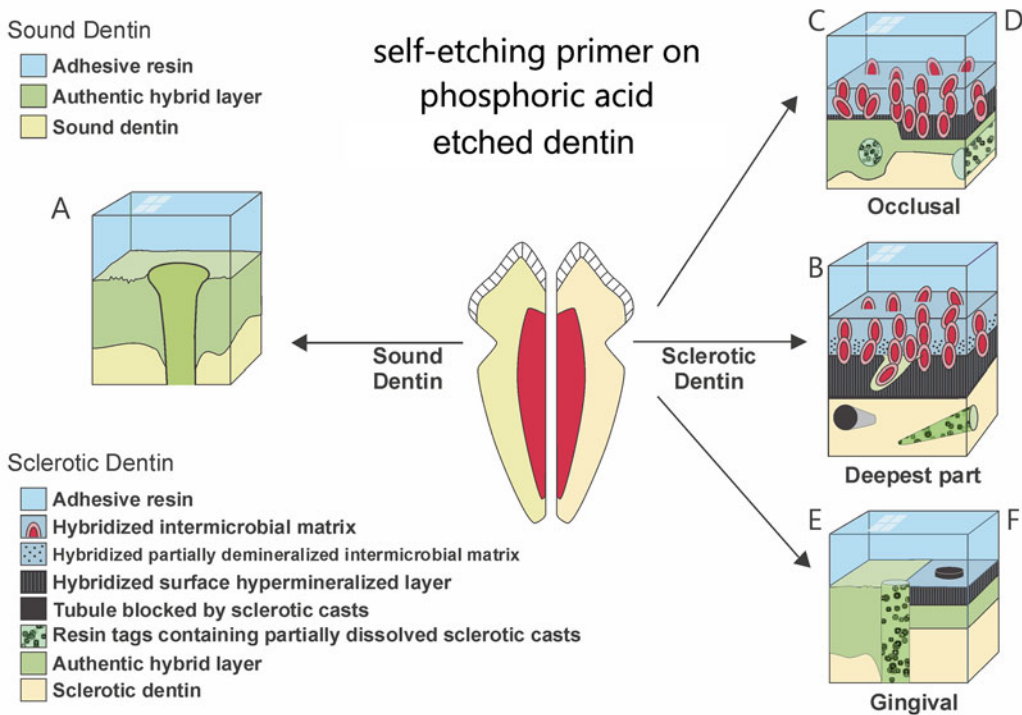 Sound Dentin
Adhesive resin
Authentic hybrid layer
Sound dentin
self-etching primer on
phosphoric acid
etched dentin
C
D
Occlusal
A
B
Sound
Dentin
Sclerotic
Dentin
Deepest part
Sclerotic Dentin
Adhesive resin
Hybridized intermicrobial matrix
Hybridized partially demineralized intermicrobial matrix
Hybridized surface hypermineralized layer
Tubule blocked by sclerotic casts
Resin tags containing partially dissolved sclerotic casts
Authentic hybrid layer
Sclerotic dentin
E
F
Gingival